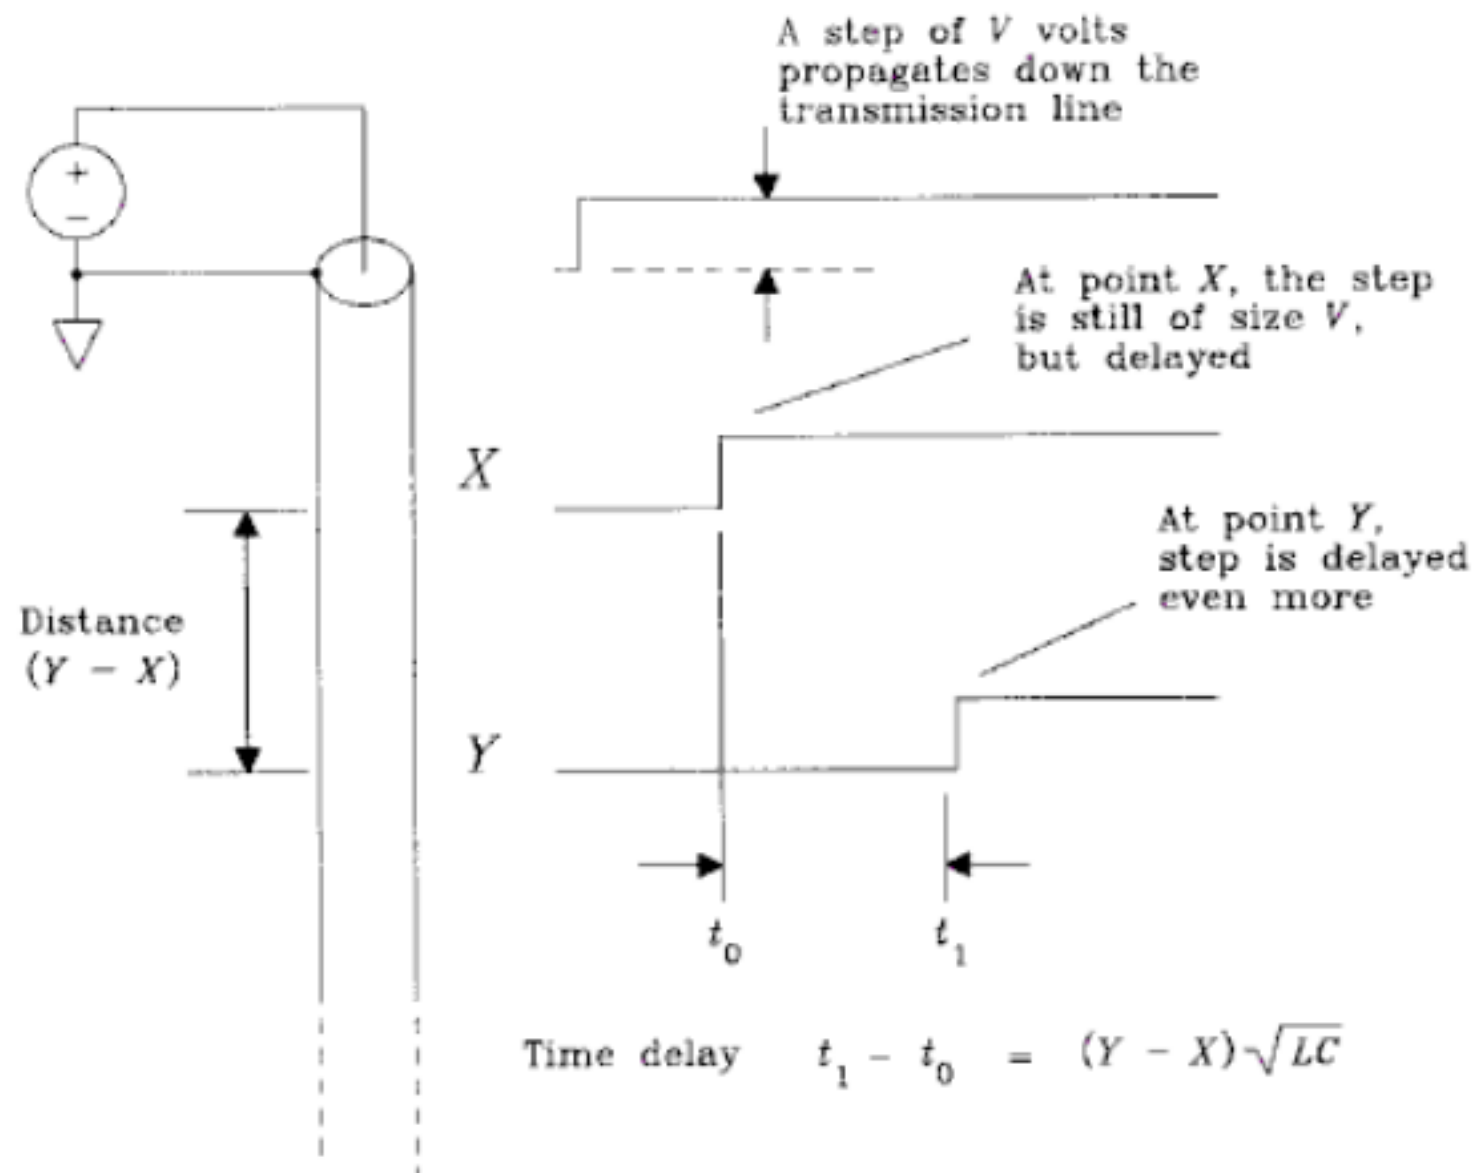 A step of V volts
propagates down the
transmission line
+
−
At point X, the step
is still of size V,
but delayed
X
At point Y,
step is delayed
even more
Distance
(Y − X)
Y
t₀ t₁
Time delay t₁ − t₀ = (Y − X)√LC